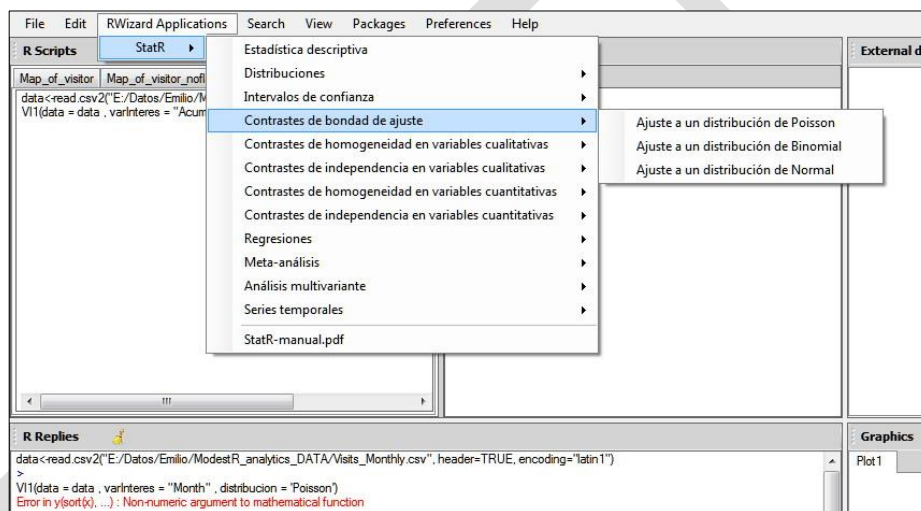 File Edit RWizard Applications Search View Packages Preferences Help
R Scripts
StatR
External d
Map_of_visitor Map_of_visitor_nofl
data<-read.csv2("E:/Datos/Emilio/M
VI1(data = data , varInteres = "Acum
Estadística descriptiva
Distribuciones
Intervalos de confianza
Contrastes de bondad de ajuste
Contrastes de homogeneidad en variables cualitativas
Contrastes de independencia en variables cualitativas
Contrastes de homogeneidad en variables cuantitativas
Contrastes de independencia en variables cuantitativas
Regresiones
Meta-análisis
Análisis multivariante
Series temporales
StatR-manual.pdf
Ajuste a un distribución de Poisson
Ajuste a un distribución de Binomial
Ajuste a un distribución de Normal
R Replies
data<-read.csv2("E:/Datos/Emilio/ModestR_analytics_DATA/Visits_Monthly.csv", header=TRUE, encoding="latin1")
>
VI1(data = data , varInteres = "Month" , distribucion = 'Poisson')
Error in y(sort(x), ...) : Non-numeric argument to mathematical function
Graphics
Plot1